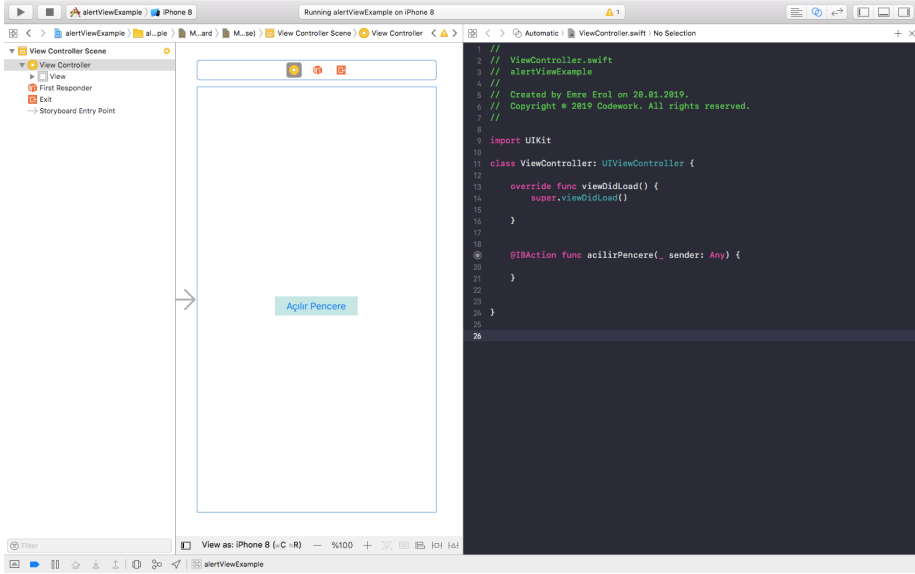 alertViewExample iPhone 8
Running alertViewExample on iPhone 8
1
alertViewExample al...ple M...ard M...se) View Controller Scene View Controller
Automatic ViewController.swift No Selection
View Controller Scene
View Controller
View
First Responder
Exit
Storyboard Entry Point
Açılır Pencere
Filter
View as: iPhone 8 (wC hR) %100
1 //
2 //  ViewController.swift
3 //  alertViewExample
4 //
5 //  Created by Emre Erol on 20.01.2019.
6 //  Copyright © 2019 Codework. All rights reserved.
7 //
8
9 import UIKit
10
11 class ViewController: UIViewController {
12
13     override func viewDidLoad() {
14         super.viewDidLoad()
15
16     }
17
18
@IBAction func acilirPencere(_ sender: Any) {
20
21     }
22
23
24 }
25
26
alertViewExample